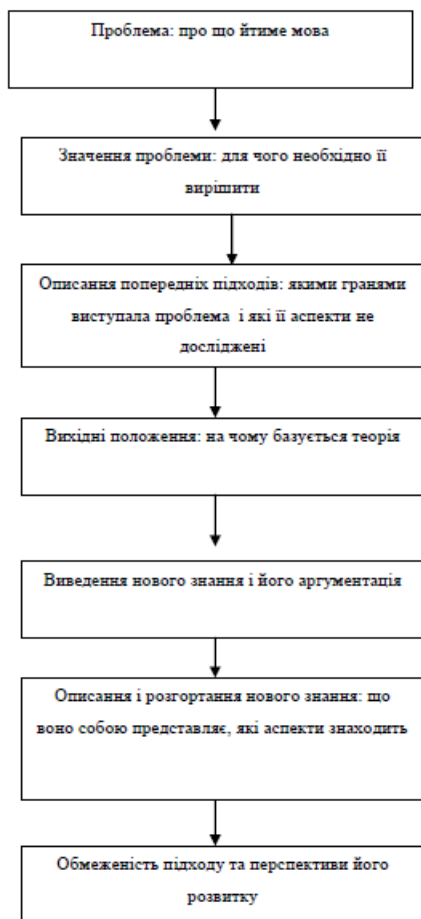 Проблема: про що йтиме мова
Значення проблеми: для чого необхідно її
вирішити
Описання попередніх підходів: якими гранями
виступала проблема і які її аспекти не
досліджені
Вихідні положення: на чому базується теорія
Виведення нового знання і його аргументація
Описання і розгортання нового знання: що
воно собою представляє, які аспекти знаходить
Обмеженість підходу та перспективи його
розвитку